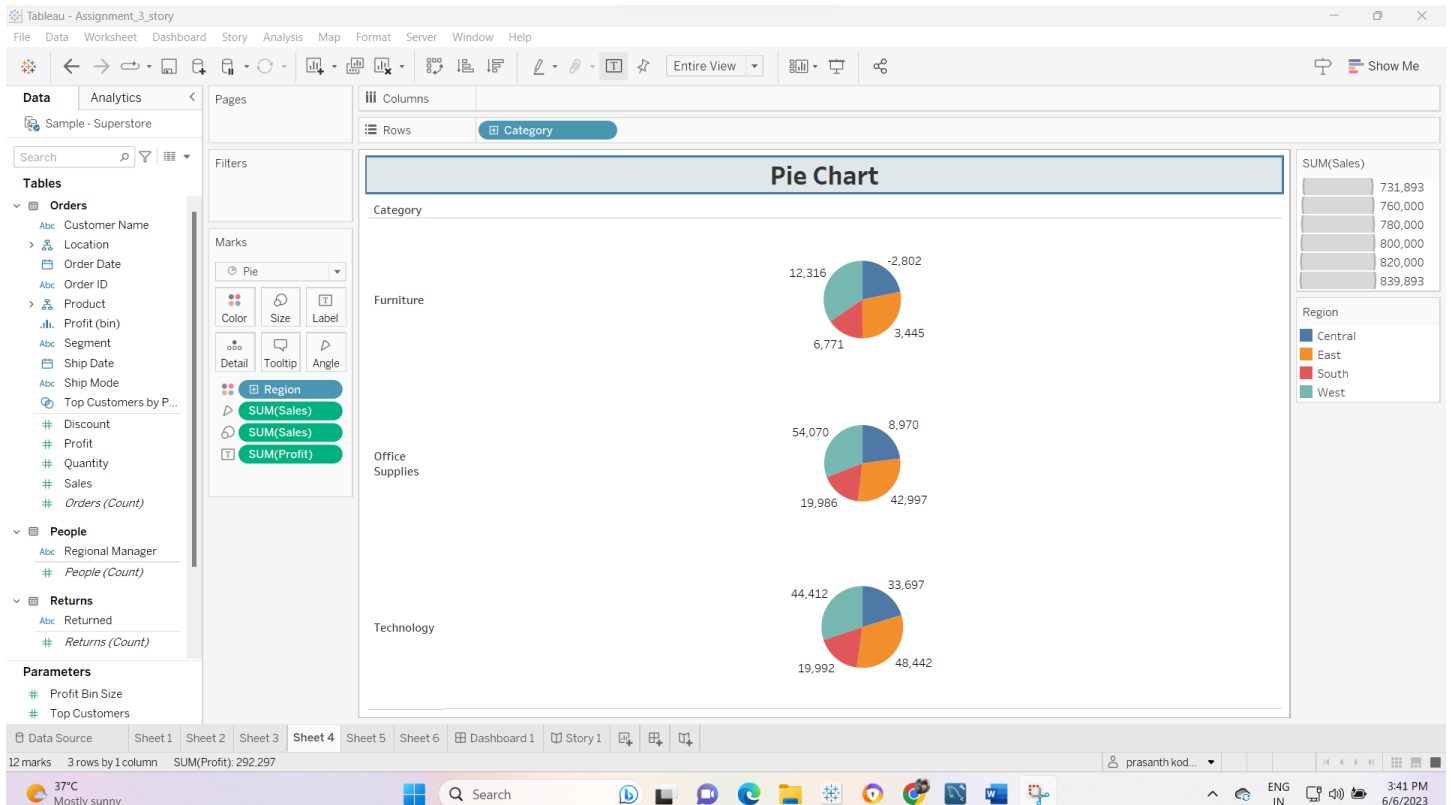 Tableau - Assignment_3_story
File Data Worksheet Dashboard Story Analysis Map Format Server Window Help
Entire View
Show Me
Data Analytics
Sample - Superstore
Search
Tables
Orders
Abc Customer Name
Location
Order Date
Abc Order ID
Product
Profit (bin)
Abc Segment
Ship Date
Abc Ship Mode
Top Customers by P...
# Discount
# Profit
# Quantity
# Sales
# Orders (Count)
People
Abc Regional Manager
# People (Count)
Returns
Abc Returned
# Returns (Count)
Parameters
# Profit Bin Size
# Top Customers
Pages
Filters
Marks
Pie
Color Size Label
Detail Tooltip Angle
Region
SUM(Sales)
SUM(Sales)
SUM(Profit)
Columns
Rows Category
Pie Chart
Category
Furniture
12,316
-2,802
6,771
3,445
Office
Supplies
54,070
8,970
19,986
42,997
Technology
44,412
33,697
19,992
48,442
SUM(Sales)
731,893
760,000
780,000
800,000
820,000
839,893
Region
Central
East
South
West
Data Source Sheet 1 Sheet 2 Sheet 3 Sheet 4 Sheet 5 Sheet 6 Dashboard 1 Story 1
12 marks 3 rows by 1 column SUM(Profit): 292.297 prasanth kod...
37°C
Mostly sunny
Search
ENG
IN
3:41 PM
6/6/2023